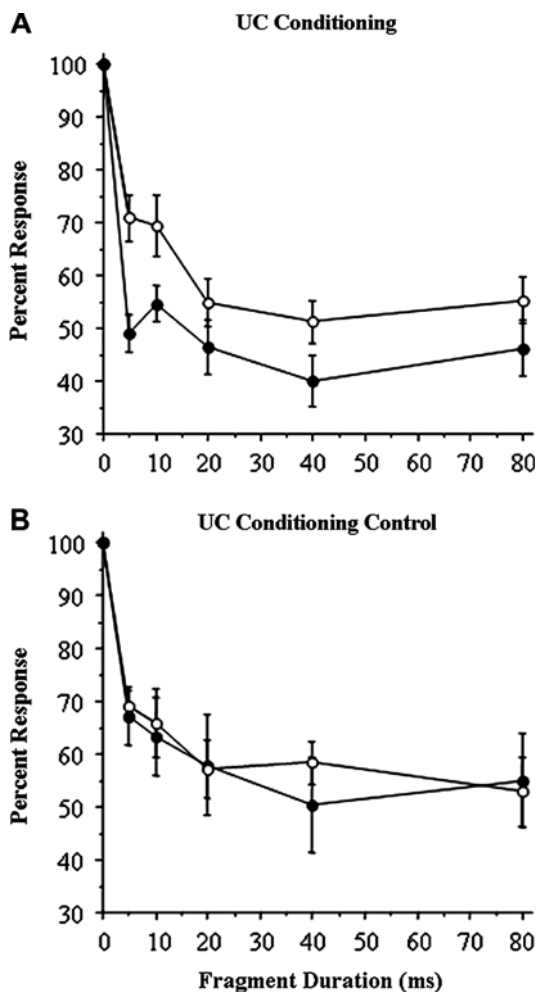 A
UC Conditioning
Percent Response
100
90
80
70
60
50
40
30
0 10 20 30 40 50 60 70 80
B
UC Conditioning Control
Percent Response
100
90
80
70
60
50
40
30
0 10 20 30 40 50 60 70 80
Fragment Duration (ms)